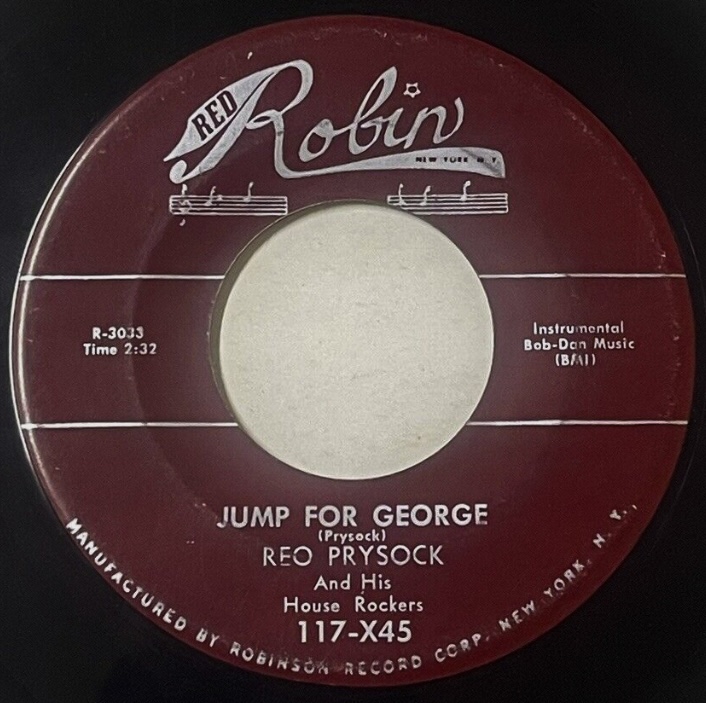 RED Robin
NEW YORK N Y
R-3033
Time 2:32
Instrumental
Bob-Dan Music
(BMI)
JUMP FOR GEORGE
(Prysock)
REO PRYSOCK
And His
House Rockers
117-X45
MANUFACTURED BY ROBINSON RECORD CORP. NEW YORK, N. Y.